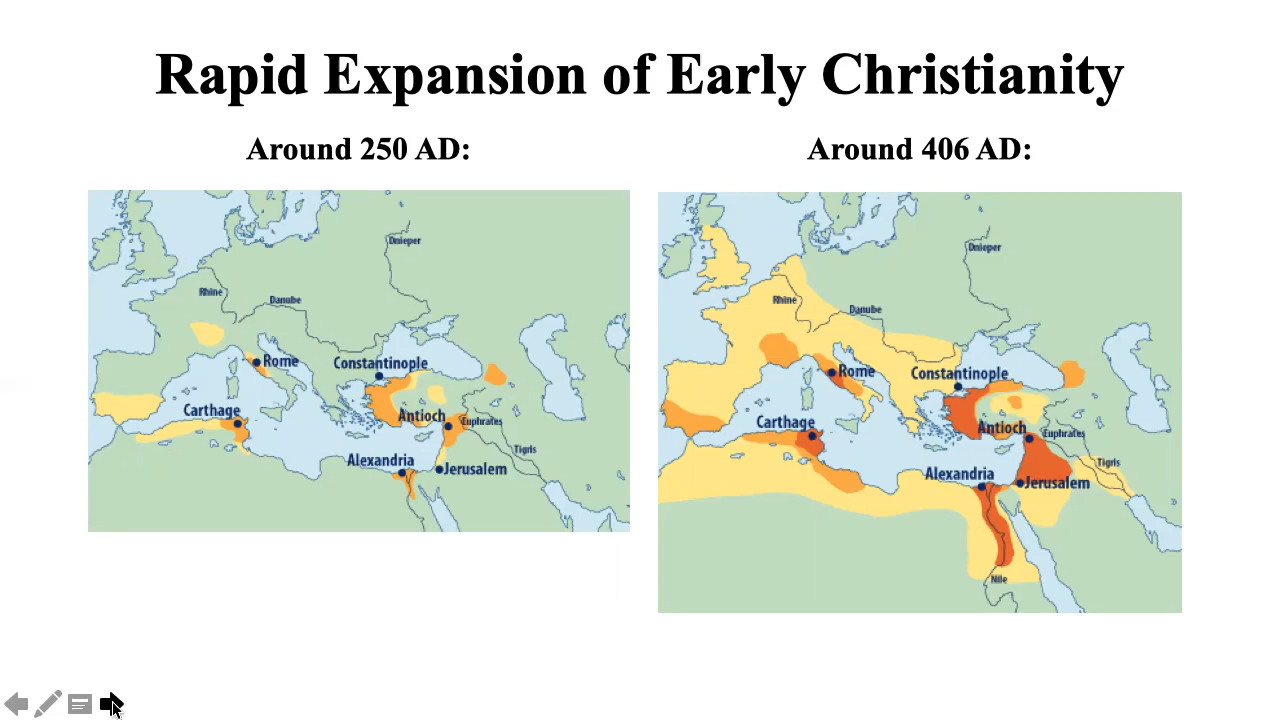 Rapid Expansion of Early Christianity
Around 250 AD:
Dnieper
Rhine
Danube
Rome
Constantinople
Carthage
Antioch
Euphrates
Tigris
Alexandria
Jerusalem
Around 406 AD:
Dnieper
Rhine
Danube
Rome
Constantinople
Carthage
Antioch
Euphrates
Tigris
Alexandria
Jerusalem
Nile